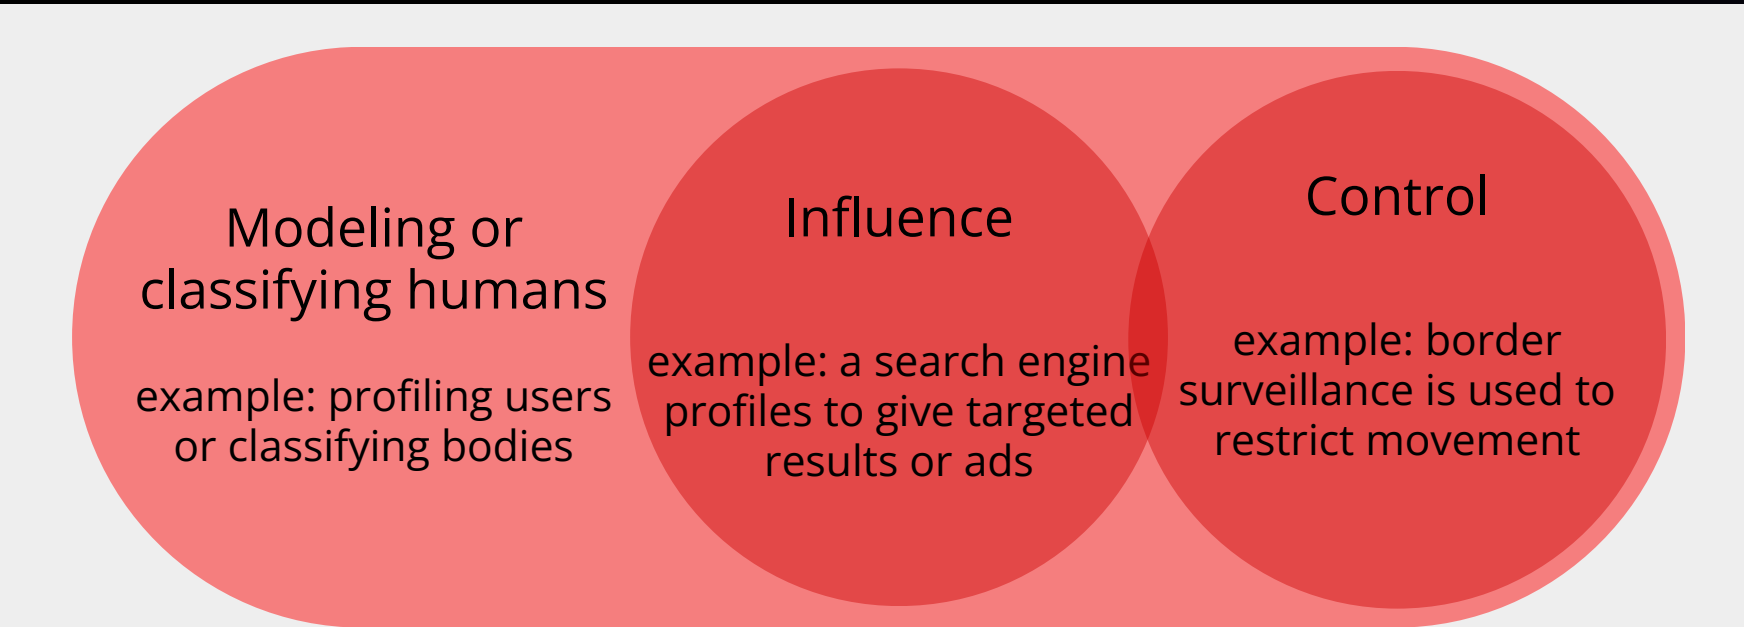 Modeling or
classifying humans
example: profiling users
or classifying bodies
Influence
example: a search engine
profiles to give targeted
results or ads
Control
example: border
surveillance is used to
restrict movement